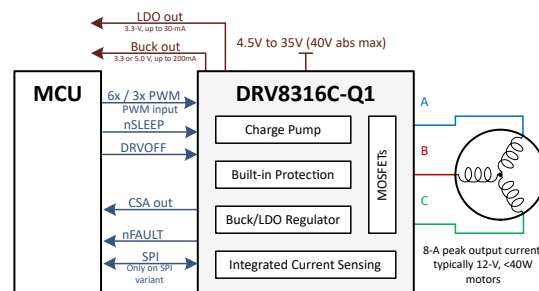 LDO out
3.3-V, up to 30-mA
Buck out
3.3 or 5.0 V, up to 200mA
4.5V to 35V (40V abs max)
MCU
DRV8316C-Q1
6x / 3x PWM
PWM input
nSLEEP
DRVOFF
CSA out
nFAULT
SPI
Only on SPI
variant
Charge Pump
Built-in Protection
Buck/LDO Regulator
Integrated Current Sensing
MOSFETs
A
B
C
8-A peak output current
typically 12-V, <40W
motors